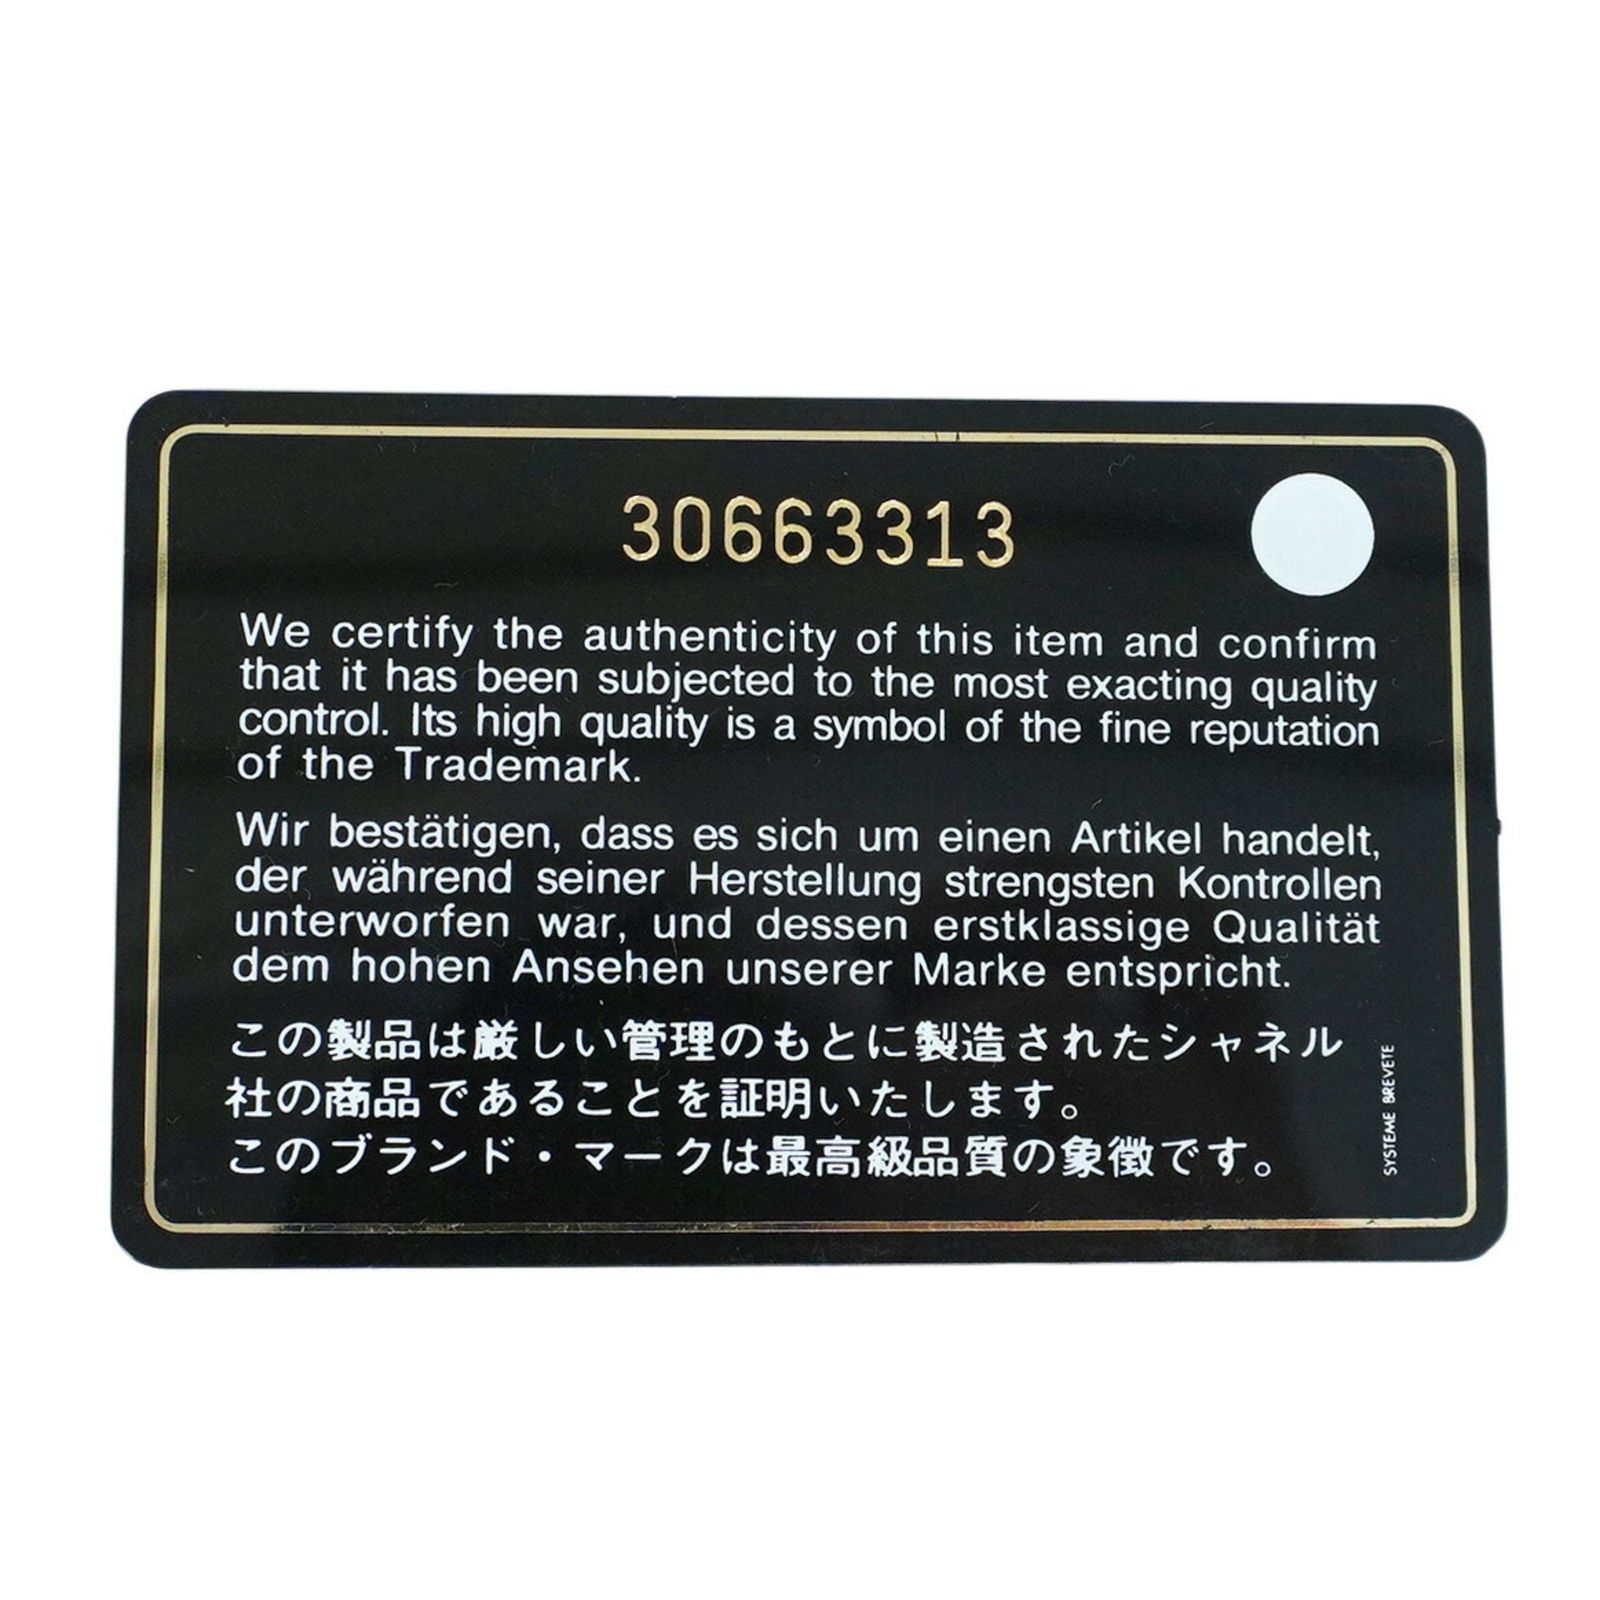 30663313
We certify the authenticity of this item and confirm
that it has been subjected to the most exacting quality
control. Its high quality is a symbol of the fine reputation
of the Trademark.
Wir bestätigen, dass es sich um einen Artikel handelt,
der während seiner Herstellung strengsten Kontrollen
unterworfen war, und dessen erstklassige Qualität
dem hohen Ansehen unserer Marke entspricht.
この製品は厳しい管理のもとに製造されたシャネル
社の商品であることを証明いたします。
このブランド・マークは最高級品質の象徴です。
SYSTEME BREVETE